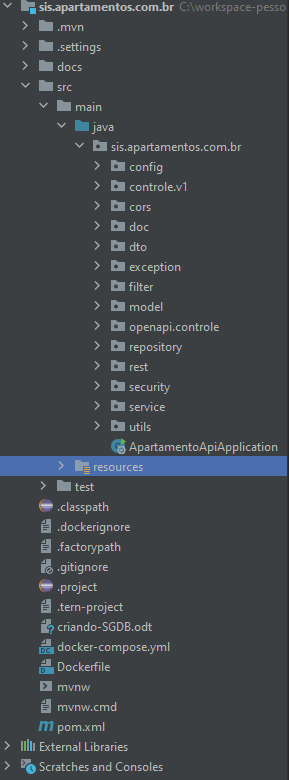 sis.apartamentos.com.br C:\workspace-pesso
.mvn
.settings
docs
src
main
java
sis.apartamentos.com.br
config
controle.v1
cors
doc
dto
exception
filter
model
openapi.controle
repository
rest
security
service
utils
ApartamentoApiApplication
resources
test
.classpath
.dockerignore
.factorypath
.gitignore
.project
.tern-project
criando-SGDB.odt
docker-compose.yml
Dockerfile
mvnw
mvnw.cmd
pom.xml
External Libraries
Scratches and Consoles